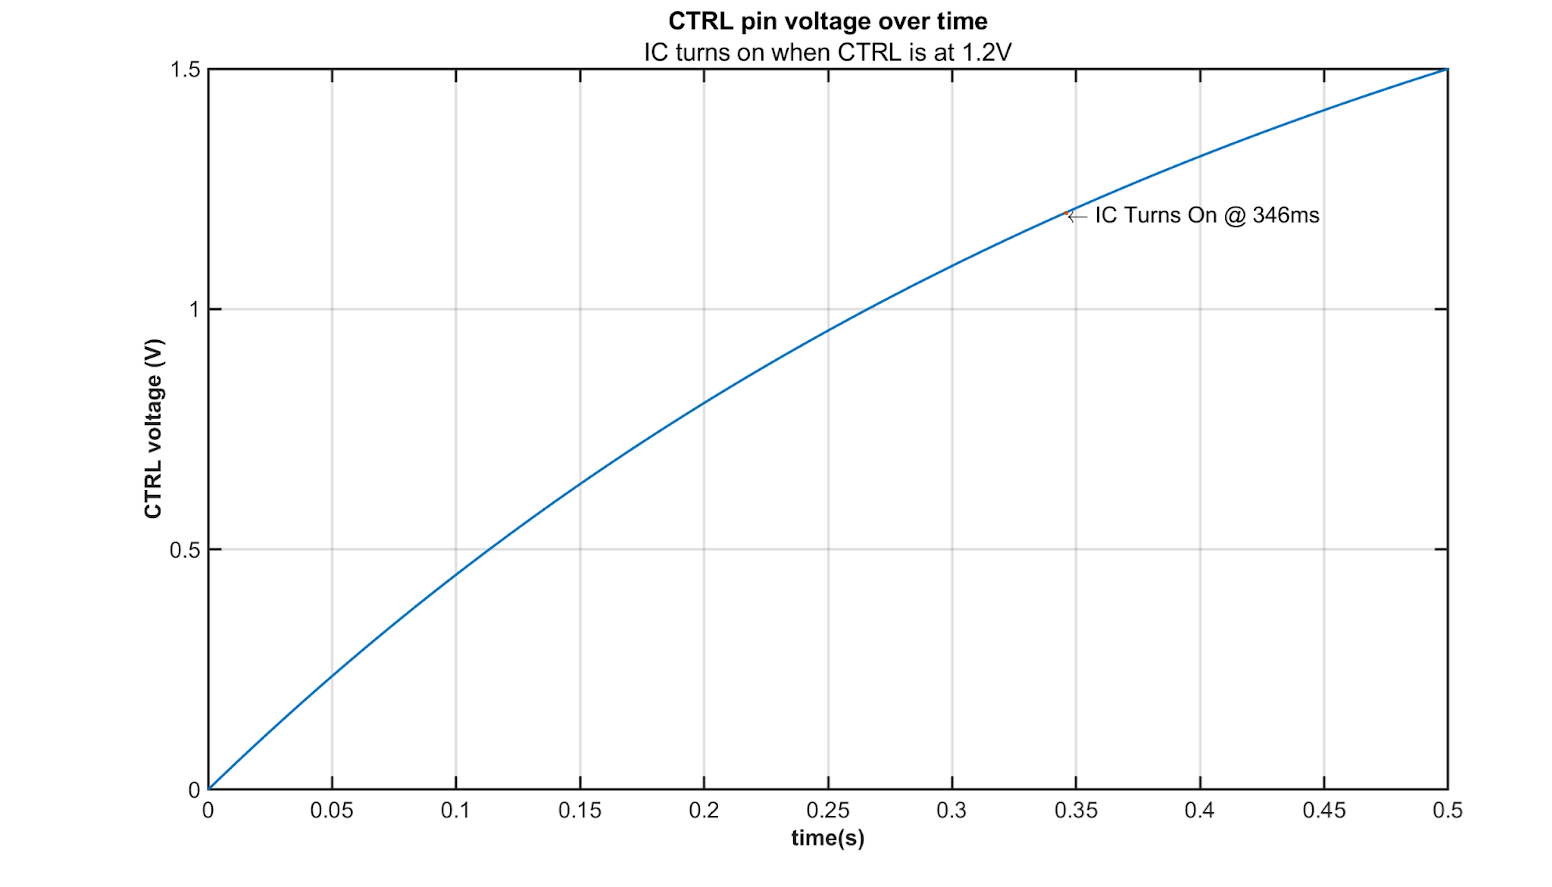 CTRL pin voltage over time
IC turns on when CTRL is at 1.2V
1.5
1
0.5
0
CTRL voltage (V)
← IC Turns On @ 346ms
0 0.05 0.1 0.15 0.2 0.25 0.3 0.35 0.4 0.45 0.5
time(s)